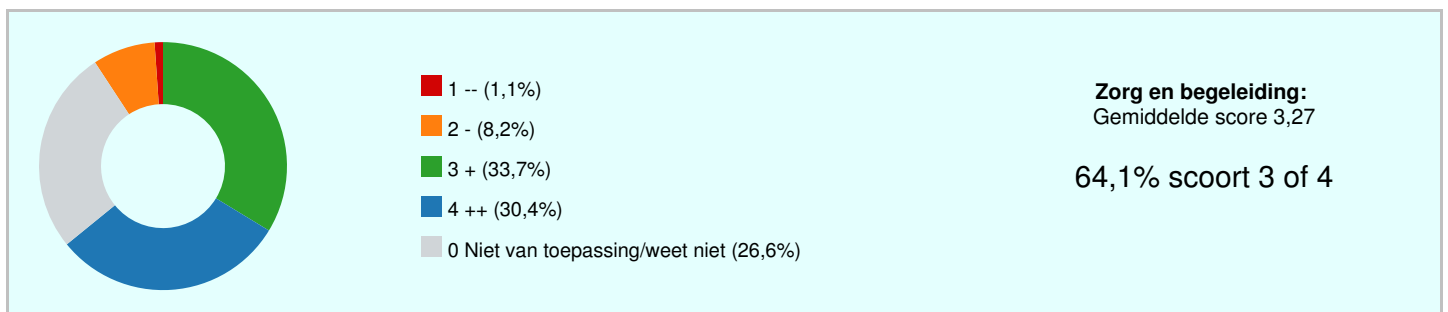 1 -- (1,1%)
2 - (8,2%)
3 + (33,7%)
4 ++ (30,4%)
0 Niet van toepassing/weet niet (26,6%)
Zorg en begeleiding:
Gemiddelde score 3,27
64,1% scoort 3 of 4